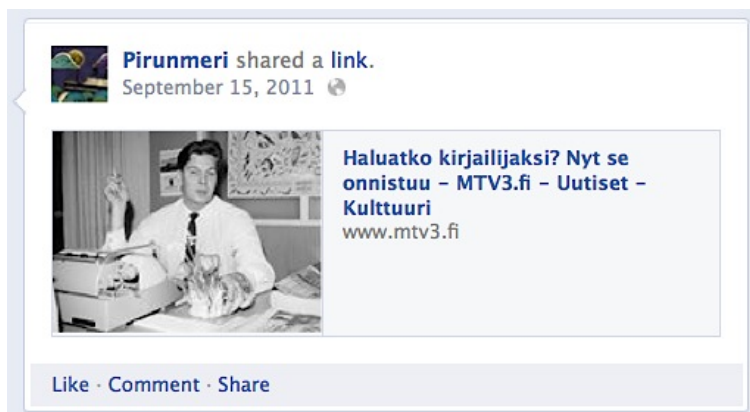 Pirunmeri shared a link.
September 15, 2011
Haluatko kirjailijaksi? Nyt se
onnistuu – MTV3.fi – Uutiset –
Kulttuuri
www.mtv3.fi
Like · Comment · Share